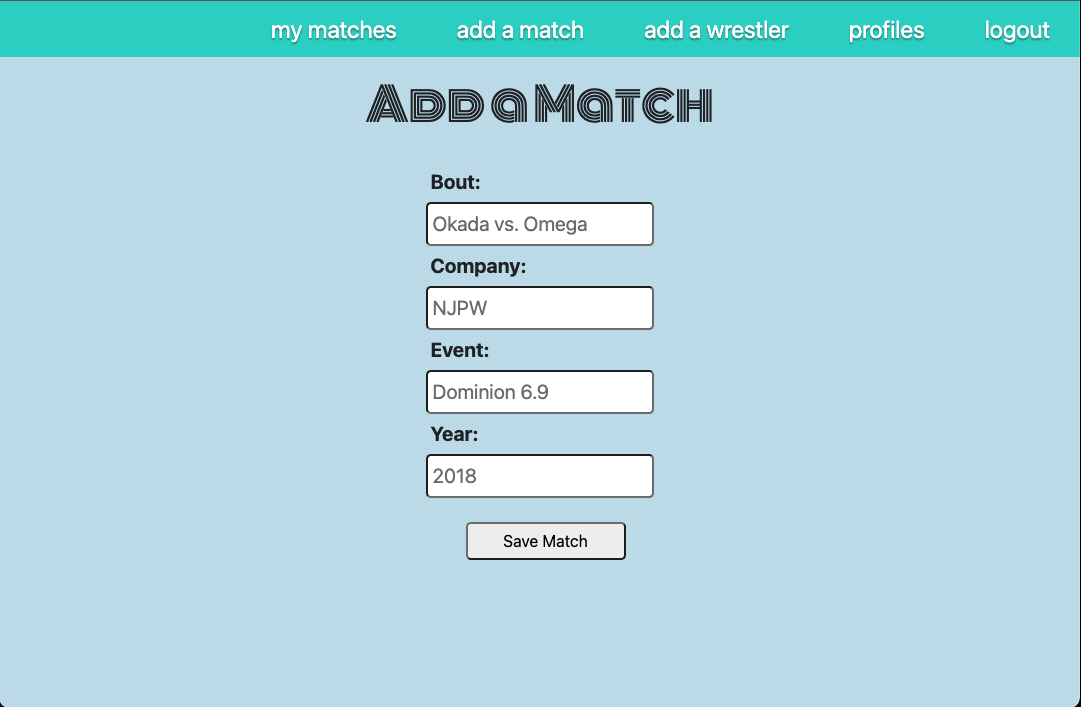 my matches add a match add a wrestler profiles logout
Add a Match
Bout:
Okada vs. Omega
Company:
NJPW
Event:
Dominion 6.9
Year:
2018
Save Match